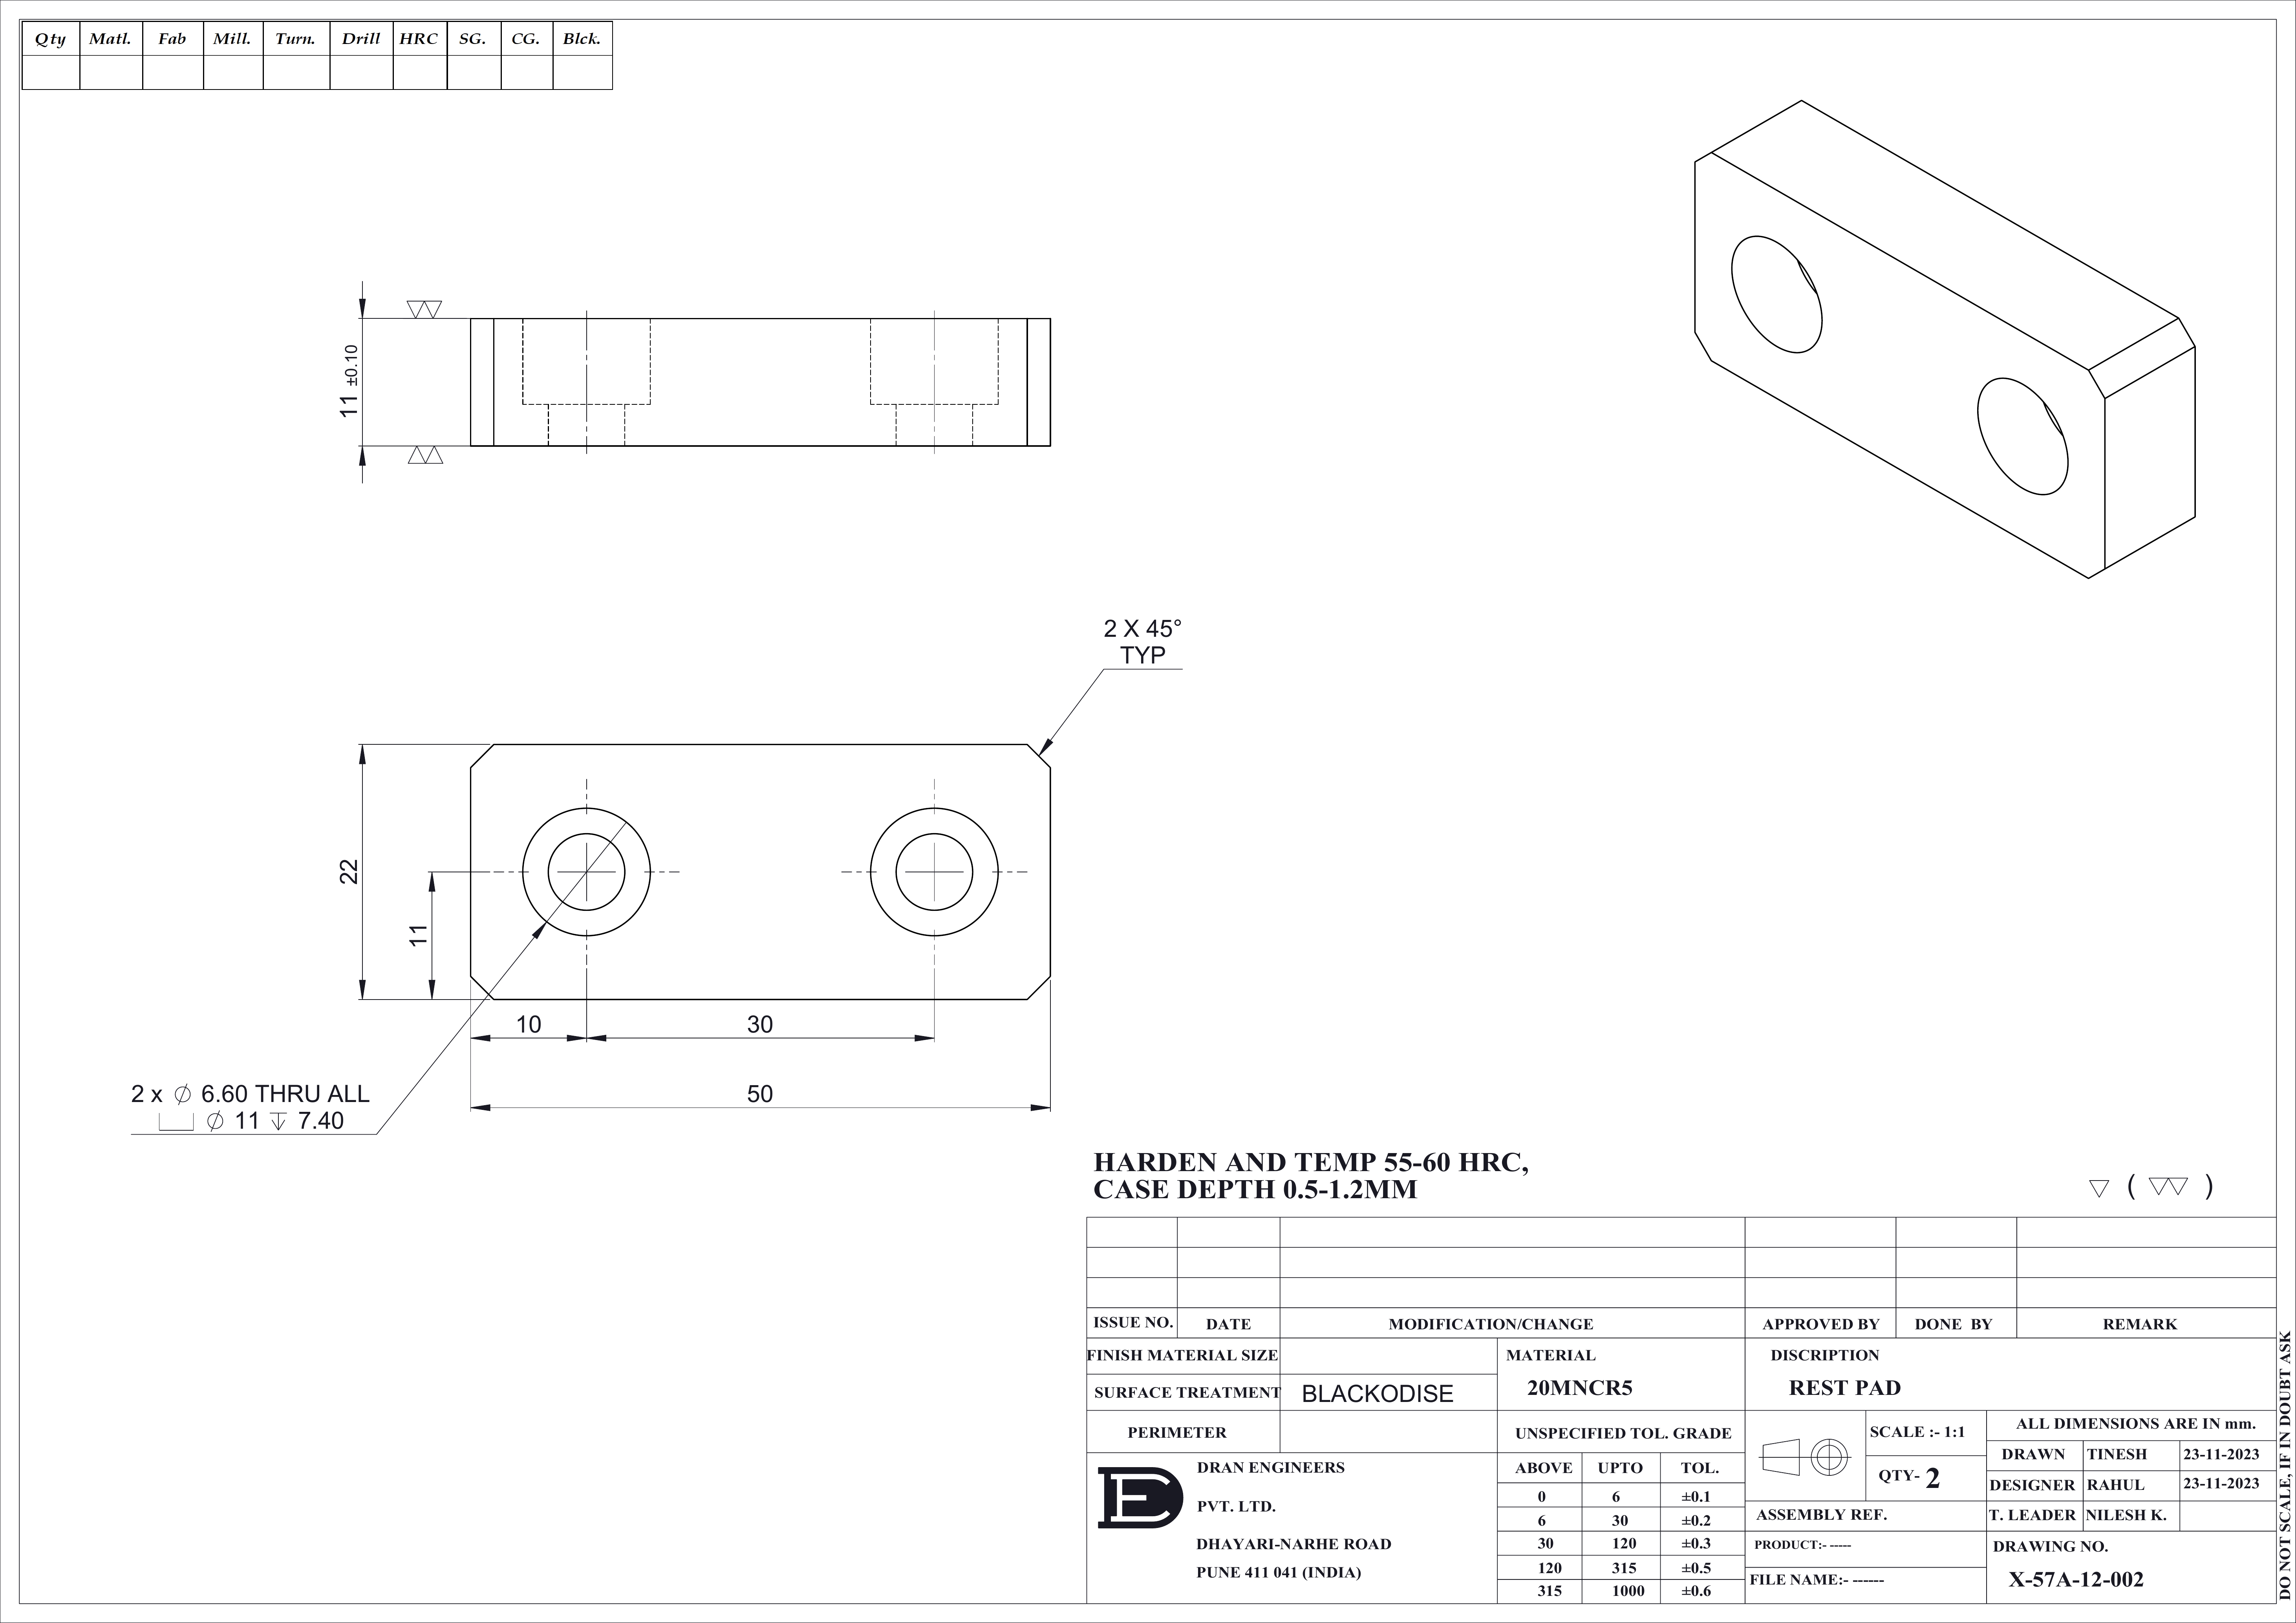 Qty Matl. Fab Mill. Turn. Drill HRC SG. CG. Blck.
11 ±0.10
2 X 45°
TYP
22
11
10
30
50
2 x ⌀ 6.60 THRU ALL
⌴ ⌀ 11 ↧ 7.40
HARDEN AND TEMP 55-60 HRC,
CASE DEPTH 0.5-1.2MM
( )
ISSUE NO. DATE MODIFICATION/CHANGE APPROVED BY DONE BY REMARK
FINISH MATERIAL SIZE
SURFACE TREATMENT BLACKODISE
PERIMETER
MATERIAL
20MNCR5
DISCRIPTION
REST PAD
UNSPECIFIED TOL. GRADE
ABOVE UPTO TOL.
0 6 ±0.1
6 30 ±0.2
30 120 ±0.3
120 315 ±0.5
315 1000 ±0.6
DRAN ENGINEERS
PVT. LTD.
DHAYARI-NARHE ROAD
PUNE 411 041 (INDIA)
SCALE :- 1:1
QTY- 2
ALL DIMENSIONS ARE IN mm.
DRAWN TINESH 23-11-2023
DESIGNER RAHUL 23-11-2023
T. LEADER NILESH K.
ASSEMBLY REF.
PRODUCT:- -----
FILE NAME:- ------
DRAWING NO.
X-57A-12-002
DO NOT SCALE, IF IN DOUBT ASK